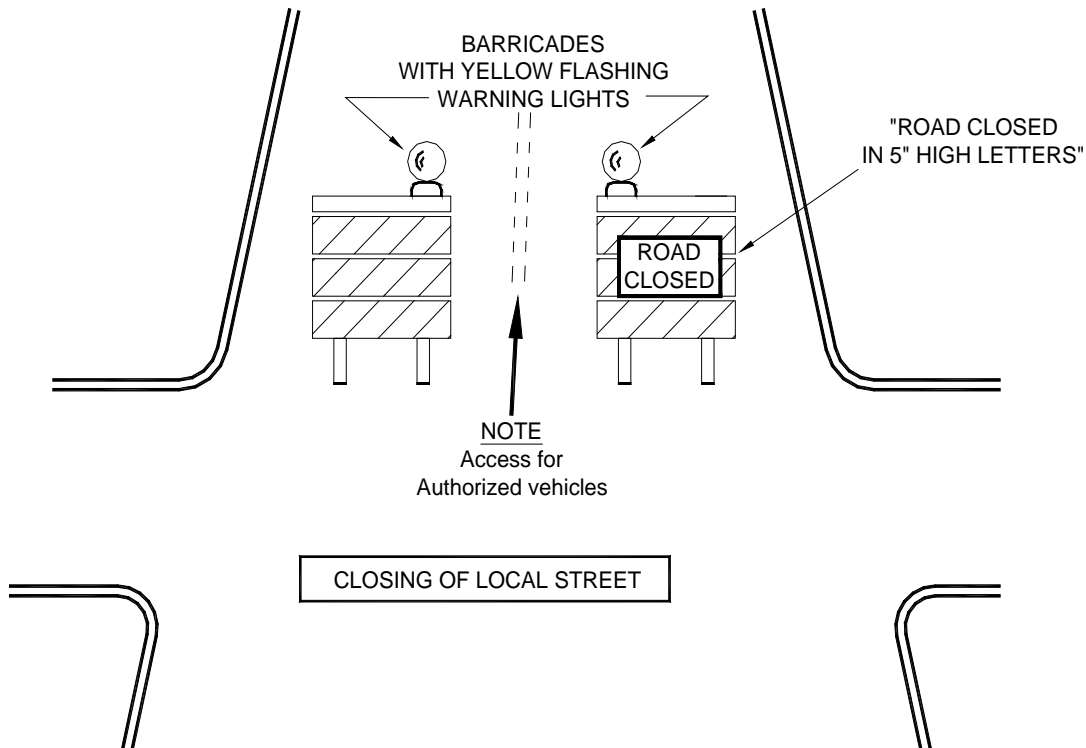 BARRICADES
WITH YELLOW FLASHING
WARNING LIGHTS
"ROAD CLOSED
IN 5" HIGH LETTERS"
ROAD
CLOSED
NOTE
Access for
Authorized vehicles
CLOSING OF LOCAL STREET